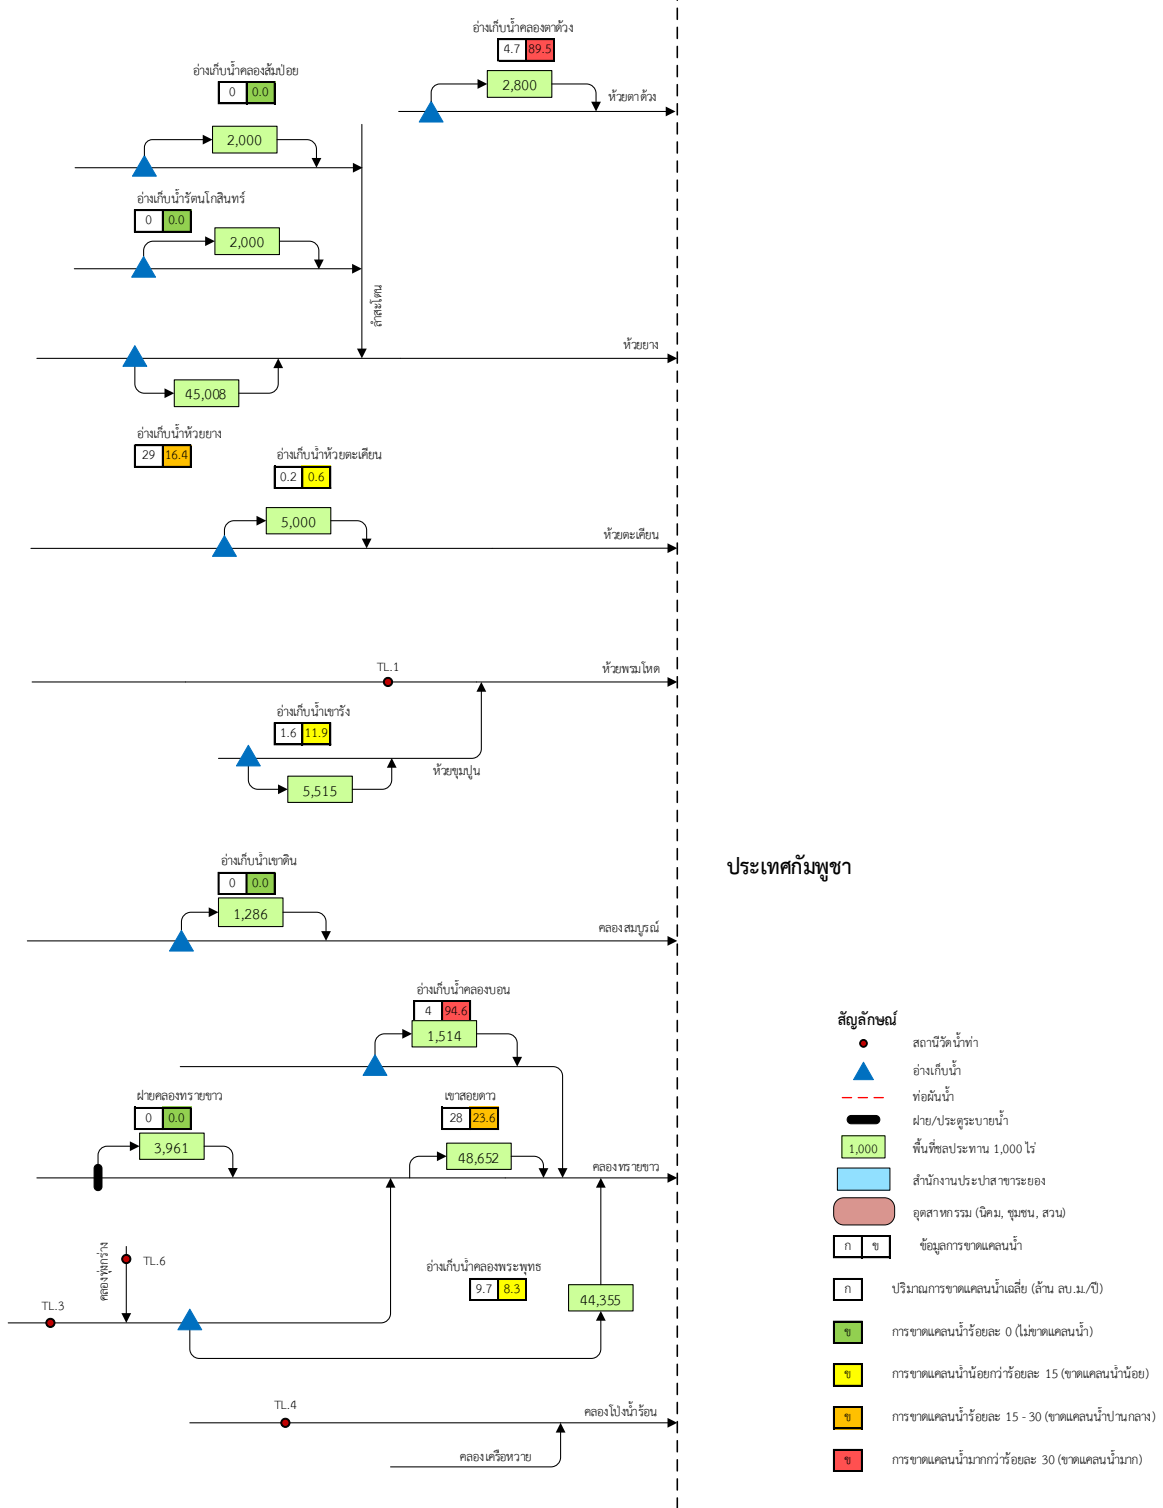 อ่างเก็บน้ำคลองตาด้วง
4.7 89.5
2,800
ห้วยตาด้วง
อ่างเก็บน้ำคลองส้มป่อย
0 0.0
2,000
อ่างเก็บน้ำรัตนโกสินทร์
0 0.0
2,000
ลำสะโตน
ห้วยยาง
45,008
อ่างเก็บน้ำห้วยยาง
29 16.4
อ่างเก็บน้ำห้วยตะเคียน
0.2 0.6
5,000
ห้วยตะเคียน
TL.1
ห้วยพรมโหด
อ่างเก็บน้ำเขารัง
1.6 11.9
ห้วยชุมปูน
5,515
อ่างเก็บน้ำเขาดิน
0 0.0
1,286
คลองสมบูรณ์
ประเทศกัมพูชา
อ่างเก็บน้ำคลองบอน
4 94.6
1,514
ฝายคลองทรายขาว
0 0.0
3,961
เขาสอยดาว
28 23.6
48,652
คลองทรายขาว
คลองทุ่งกร่าง
TL.6
TL.3
อ่างเก็บน้ำคลองพระพุทธ
9.7 8.3
44,355
TL.4
คลองโป่งน้ำร้อน
คลองเครือหวาย
สัญลักษณ์
สถานีวัดน้ำท่า
อ่างเก็บน้ำ
ท่อผันน้ำ
ฝาย/ประตูระบายน้ำ
1,000 พื้นที่ชลประทาน 1,000 ไร่
สำนักงานประปาสาขาระยอง
อุตสาหกรรม (นิคม, ชุมชน, สวน)
ก ข ข้อมูลการขาดแคลนน้ำ
ก ปริมาณการขาดแคลนน้ำเฉลี่ย (ล้าน ลบ.ม./ปี)
ข การขาดแคลนน้ำร้อยละ 0 (ไม่ขาดแคลนน้ำ)
ข การขาดแคลนน้ำน้อยกว่าร้อยละ 15 (ขาดแคลนน้ำน้อย)
ข การขาดแคลนน้ำร้อยละ 15 - 30 (ขาดแคลนน้ำปานกลาง)
ข การขาดแคลนน้ำมากกว่าร้อยละ 30 (ขาดแคลนน้ำมาก)